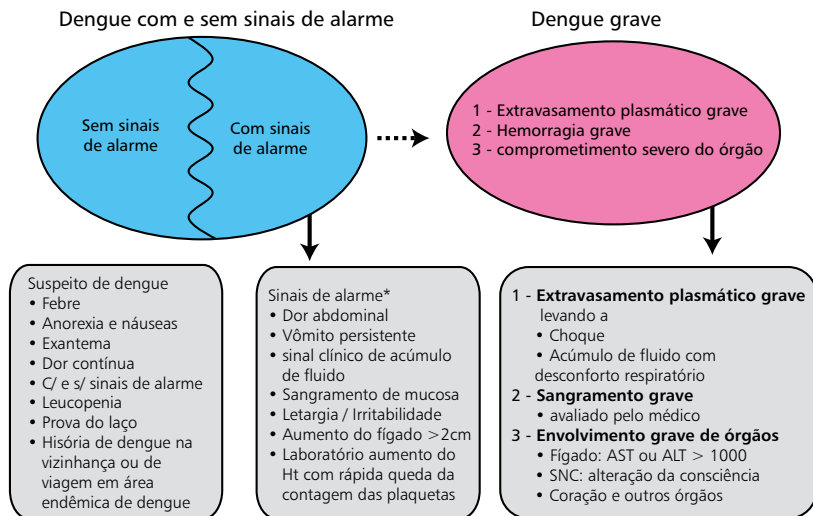 Dengue com e sem sinais de alarme
Dengue grave
Sem sinais
de alarme
Com sinais
de alarme
1 - Extravasamento plasmático grave
2 - Hemorragia grave
3 - comprometimento severo do órgão
Suspeito de dengue
• Febre
• Anorexia e náuseas
• Exantema
• Dor contínua
• C/ e s/ sinais de alarme
• Leucopenia
• Prova do laço
• Hisória de dengue na
vizinhança ou de
viagem em área
endêmica de dengue
Sinais de alarme*
• Dor abdominal
• Vômito persistente
• sinal clínico de acúmulo
de fluido
• Sangramento de mucosa
• Letargia / Irritabilidade
• Aumento do fígado >2cm
• Laboratório aumento do
Ht com rápida queda da
contagem das plaquetas
1 - Extravasamento plasmático grave
levando a
• Choque
• Acúmulo de fluido com
desconforto respiratório
2 - Sangramento grave
• avaliado pelo médico
3 - Envolvimento grave de órgãos
• Fígado: AST ou ALT > 1000
• SNC: alteração da consciência
• Coração e outros órgãos